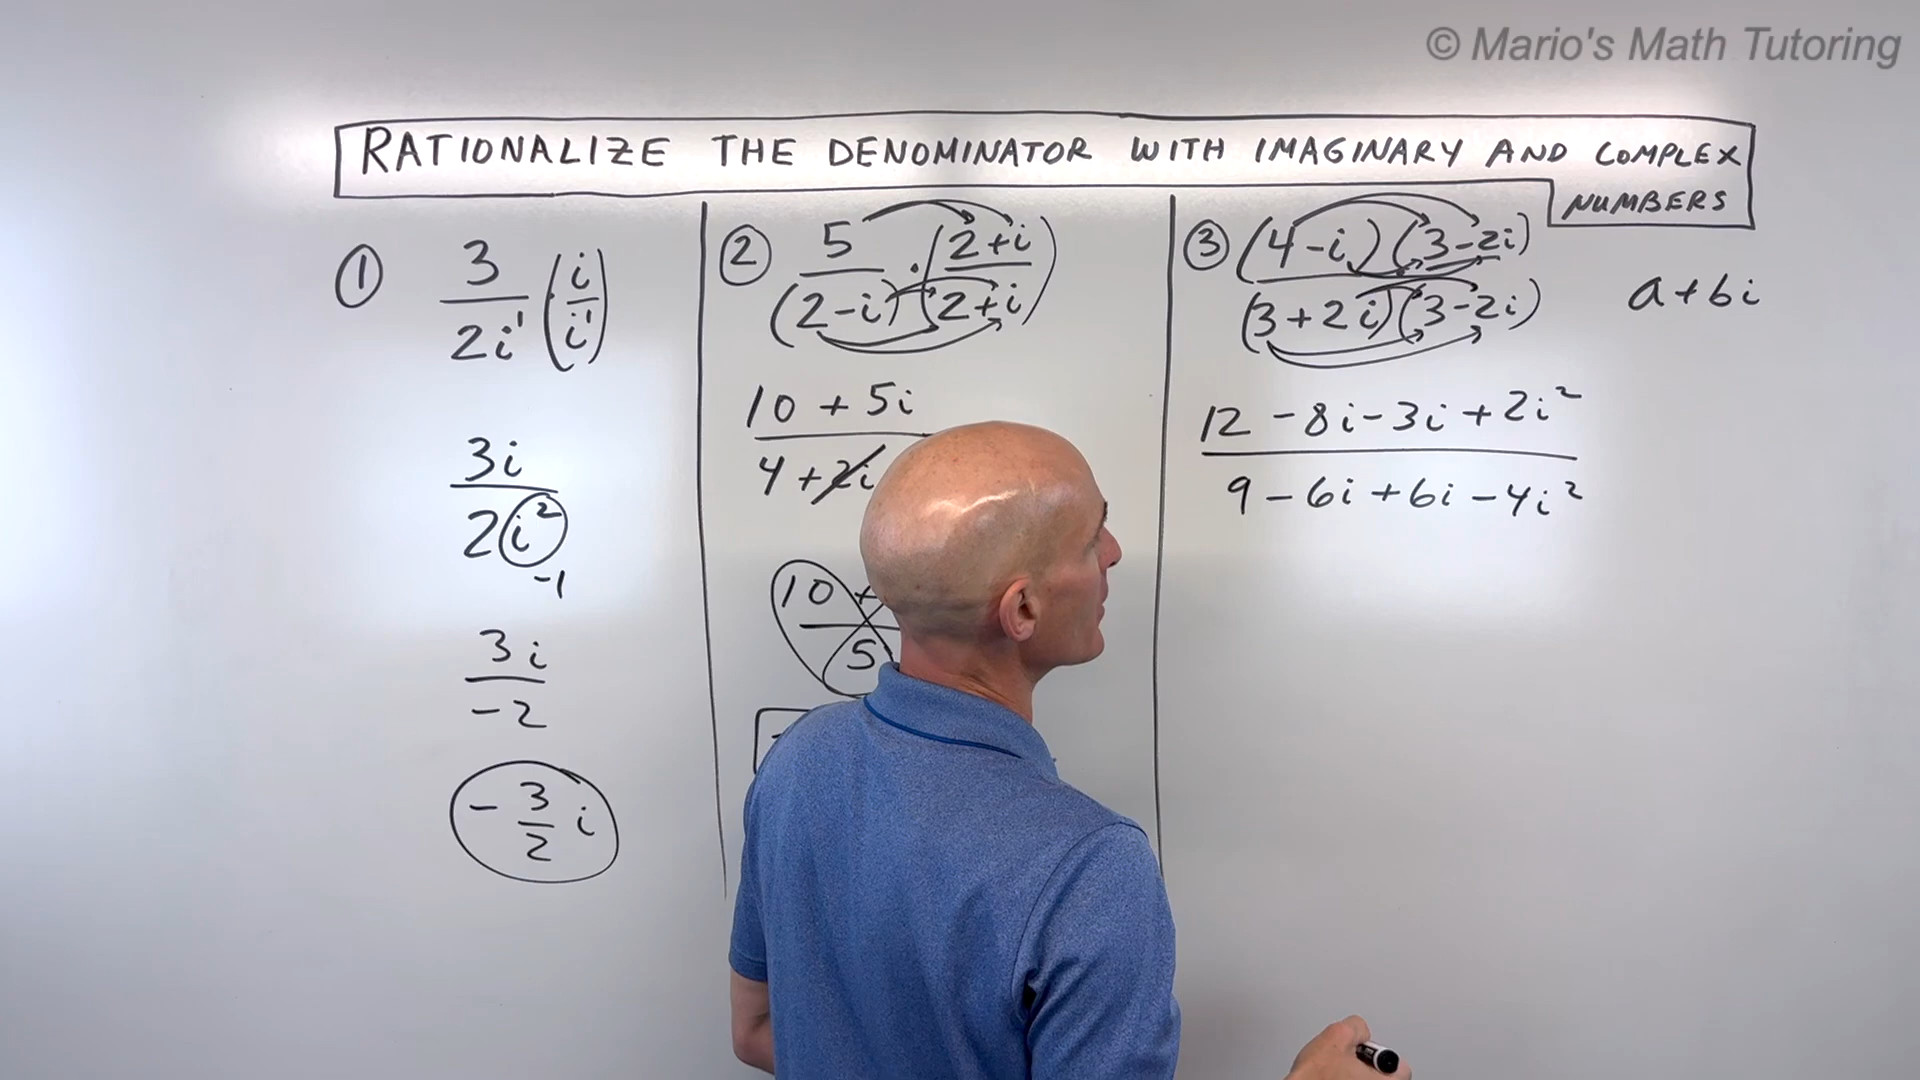 © Mario's Math Tutoring
RATIONALIZE THE DENOMINATOR WITH IMAGINARY AND COMPLEX
NUMBERS
① 3/2i¹ (i/i¹)
3i/2i²
-1
3i/-2
-3/2 i
② 5/(2-i) · (2+i)/(2+i)
10 + 5i
4 + 2i
10 +
5
③ (4-i)(3-2i)
(3+2i)(3-2i)
a+bi
12 - 8i - 3i + 2i²
9 - 6i + 6i - 4i²